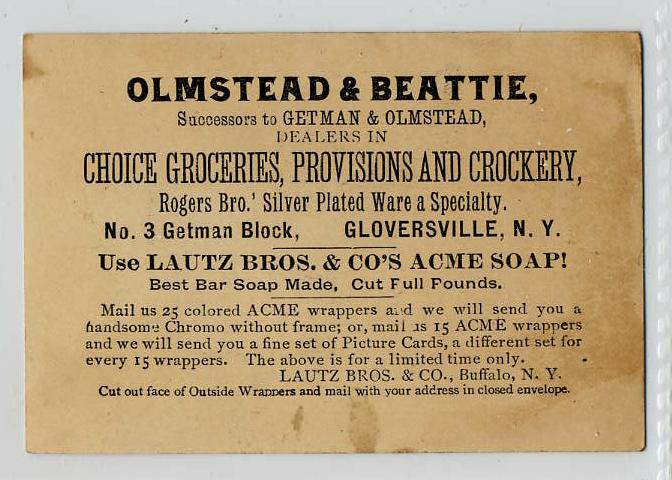 OLMSTEAD & BEATTIE,
Successors to GETMAN & OLMSTEAD,
DEALERS IN
CHOICE GROCERIES, PROVISIONS AND CROCKERY,
Rogers Bro.' Silver Plated Ware a Specialty.
No. 3 Getman Block, GLOVERSVILLE, N. Y.
Use LAUTZ BROS. & CO'S ACME SOAP!
Best Bar Soap Made, Cut Full Founds.
Mail us 25 colored ACME wrappers and we will send you a
handsome Chromo without frame; or, mail us 15 ACME wrappers
and we will send you a fine set of Picture Cards, a different set for
every 15 wrappers. The above is for a limited time only.
LAUTZ BROS. & CO., Buffalo, N. Y.
Cut out face of Outside Wrappers and mail with your address in closed envelope.